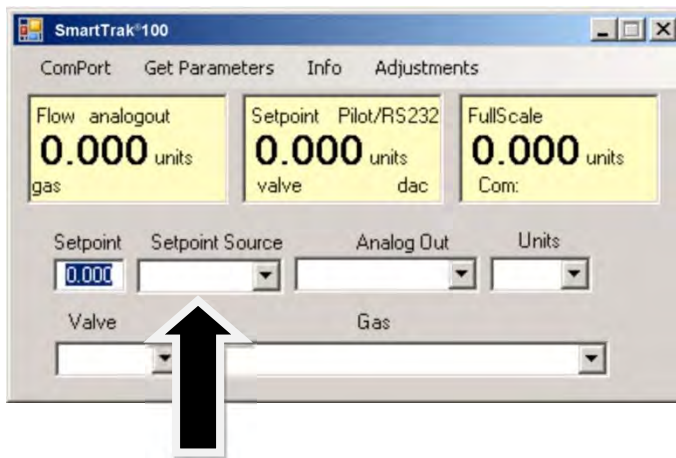 SmartTrak®100
ComPort Get Parameters Info Adjustments
Flow analogout
0.000 units
gas
Setpoint Pilot/RS232
0.000 units
valve dac
FullScale
0.000 units
Com:
Setpoint Setpoint Source Analog Out Units
0.000
Valve Gas